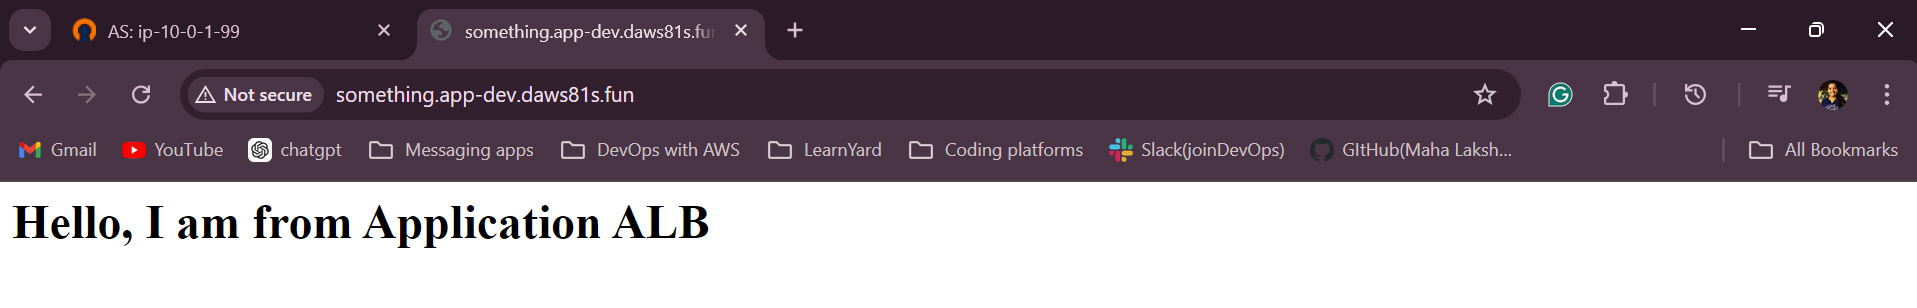 AS: ip-10-0-1-99
something.app-dev.daws81s.fu
Not secure something.app-dev.daws81s.fun
Gmail YouTube chatgpt Messaging apps DevOps with AWS LearnYard Coding platforms Slack(joinDevOps) GItHub(Maha Laksh... All Bookmarks
Hello, I am from Application ALB